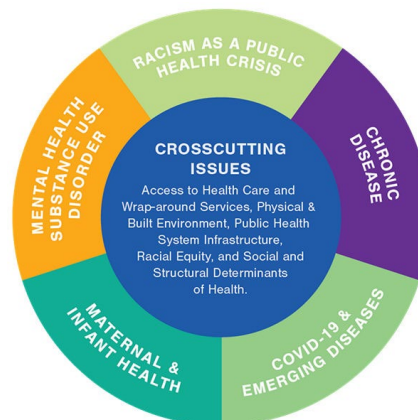 RACISM AS A PUBLIC
HEALTH CRISIS
CHRONIC
DISEASE
COVID-19 &
EMERGING DISEASES
MATERNAL &
INFANT HEALTH
MENTAL HEALTH
SUBSTANCE USE
DISORDER
CROSSCUTTING
ISSUES
Access to Health Care and
Wrap-around Services, Physical &
Built Environment, Public Health
System Infrastructure,
Racial Equity, and Social and
Structural Determinants
of Health.